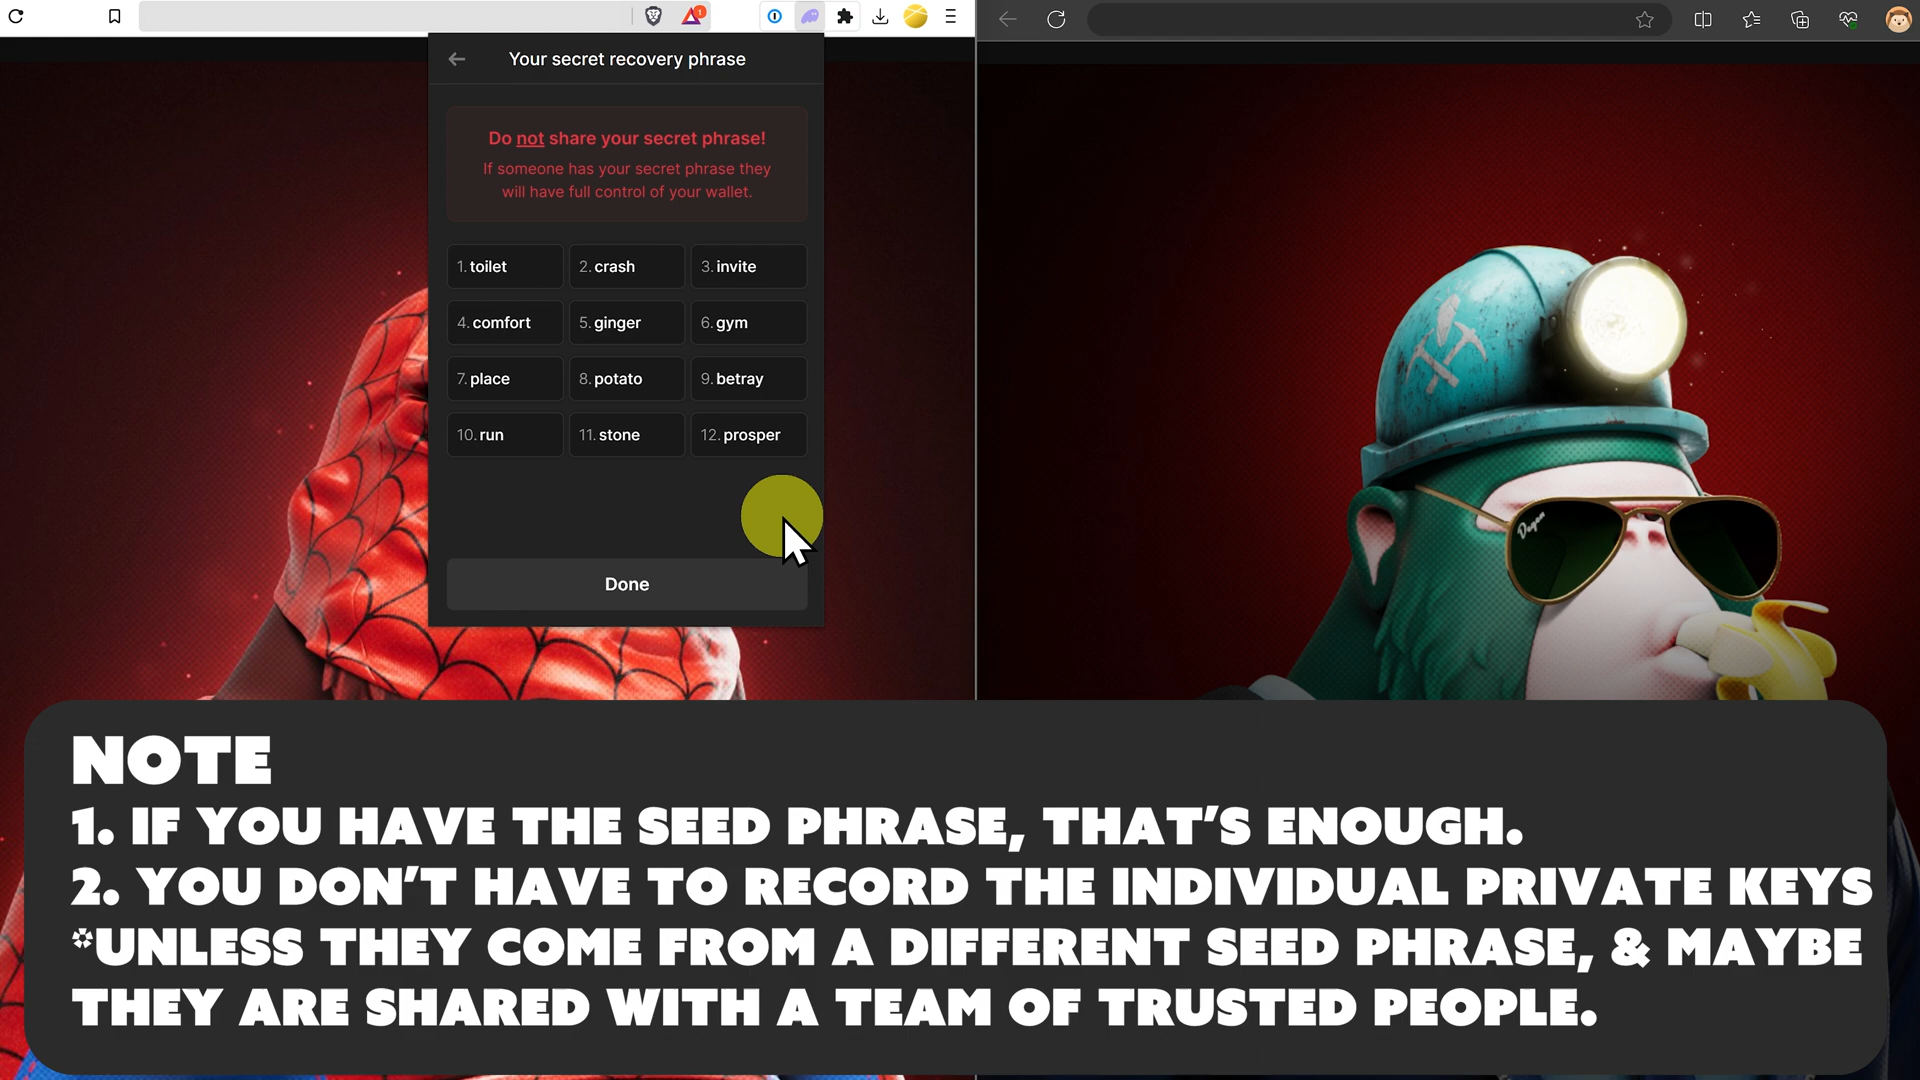 Your secret recovery phrase
Do not share your secret phrase!
If someone has your secret phrase they
will have full control of your wallet.
1. toilet 2. crash 3. invite
4. comfort 5. ginger 6. gym
7. place 8. potato 9. betray
10. run 11. stone 12. prosper
Done
1
Degen
NOTE
1. IF YOU HAVE THE SEED PHRASE, THAT'S ENOUGH.
2. YOU DON'T HAVE TO RECORD THE INDIVIDUAL PRIVATE KEYS
*UNLESS THEY COME FROM A DIFFERENT SEED PHRASE, & MAYBE
THEY ARE SHARED WITH A TEAM OF TRUSTED PEOPLE.